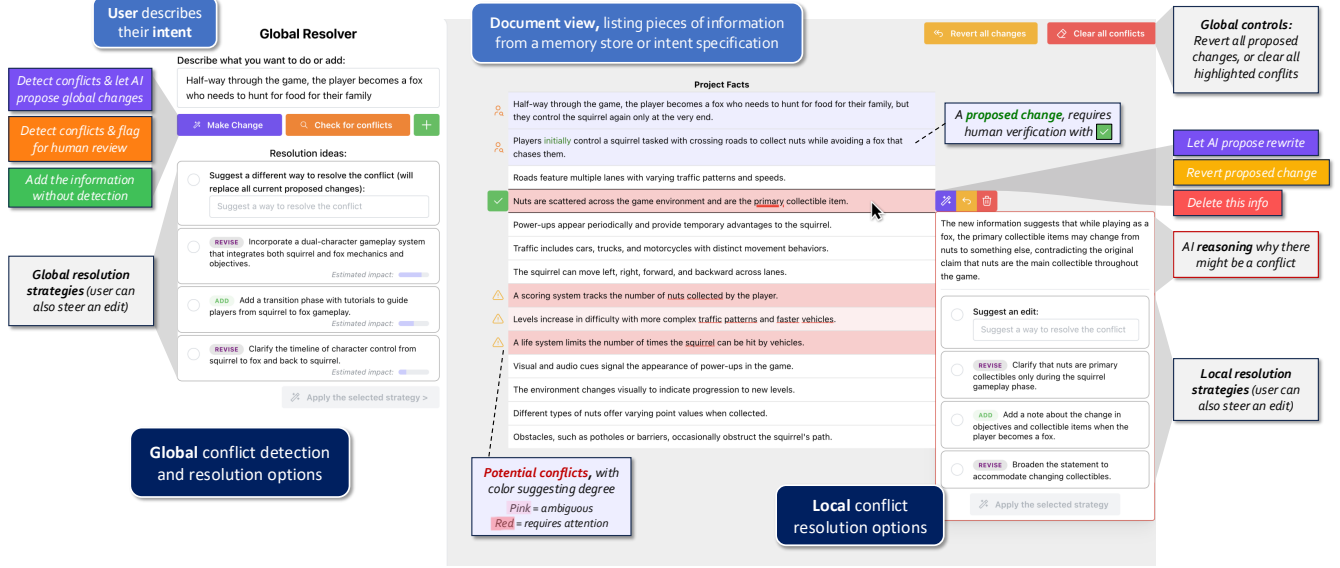 User describes
their intent
Detect conflicts & let AI
propose global changes
Detect conflicts & flag
for human review
Add the information
without detection
Global resolution
strategies (user can
also steer an edit)
Global Resolver
Describe what you want to do or add:
Half-way through the game, the player becomes a fox
who needs to hunt for food for their family
Make Change
Check for conflicts
+
Resolution ideas:
Suggest a different way to resolve the conflict (will
replace all current proposed changes):
Suggest a way to resolve the conflict
REVISE Incorporate a dual-character gameplay system
that integrates both squirrel and fox mechanics and
objectives.
Estimated impact:
ADD Add a transition phase with tutorials to guide
players from squirrel to fox gameplay.
Estimated impact:
REVISE Clarify the timeline of character control from
squirrel to fox and back to squirrel.
Estimated impact:
Apply the selected strategy >
Global conflict detection
and resolution options
Document view, listing pieces of information
from a memory store or intent specification
Revert all changes
Clear all conflicts
Project Facts
Half-way through the game, the player becomes a fox who needs to hunt for food for their family, but
they control the squirrel again only at the very end.
Players initially control a squirrel tasked with crossing roads to collect nuts while avoiding a fox that
chases them.
Roads feature multiple lanes with varying traffic patterns and speeds.
Nuts are scattered across the game environment and are the primary collectible item.
Power-ups appear periodically and provide temporary advantages to the squirrel.
Traffic includes cars, trucks, and motorcycles with distinct movement behaviors.
The squirrel can move left, right, forward, and backward across lanes.
A scoring system tracks the number of nuts collected by the player.
Levels increase in difficulty with more complex traffic patterns and faster vehicles.
A life system limits the number of times the squirrel can be hit by vehicles.
Visual and audio cues signal the appearance of power-ups in the game.
The environment changes visually to indicate progression to new levels.
Different types of nuts offer varying point values when collected.
Obstacles, such as potholes or barriers, occasionally obstruct the squirrel's path.
Potential conflicts, with
color suggesting degree
Pink = ambiguous
Red = requires attention
A proposed change, requires
human verification with
The new information suggests that while playing as a
fox, the primary collectible items may change from
nuts to something else, contradicting the original
claim that nuts are the main collectible throughout
the game.
Suggest an edit:
Suggest a way to resolve the conflict
REVISE Clarify that nuts are primary
collectibles only during the squirrel
gameplay phase.
ADD Add a note about the change in
objectives and collectible items when the
player becomes a fox.
REVISE Broaden the statement to
accommodate changing collectibles.
Apply the selected strategy
Local conflict
resolution options
Global controls:
Revert all proposed
changes, or clear all
highlighted conflits
Let AI propose rewrite
Revert proposed change
Delete this info
AI reasoning why there
might be a conflict
Local resolution
strategies (user can
also steer an edit)